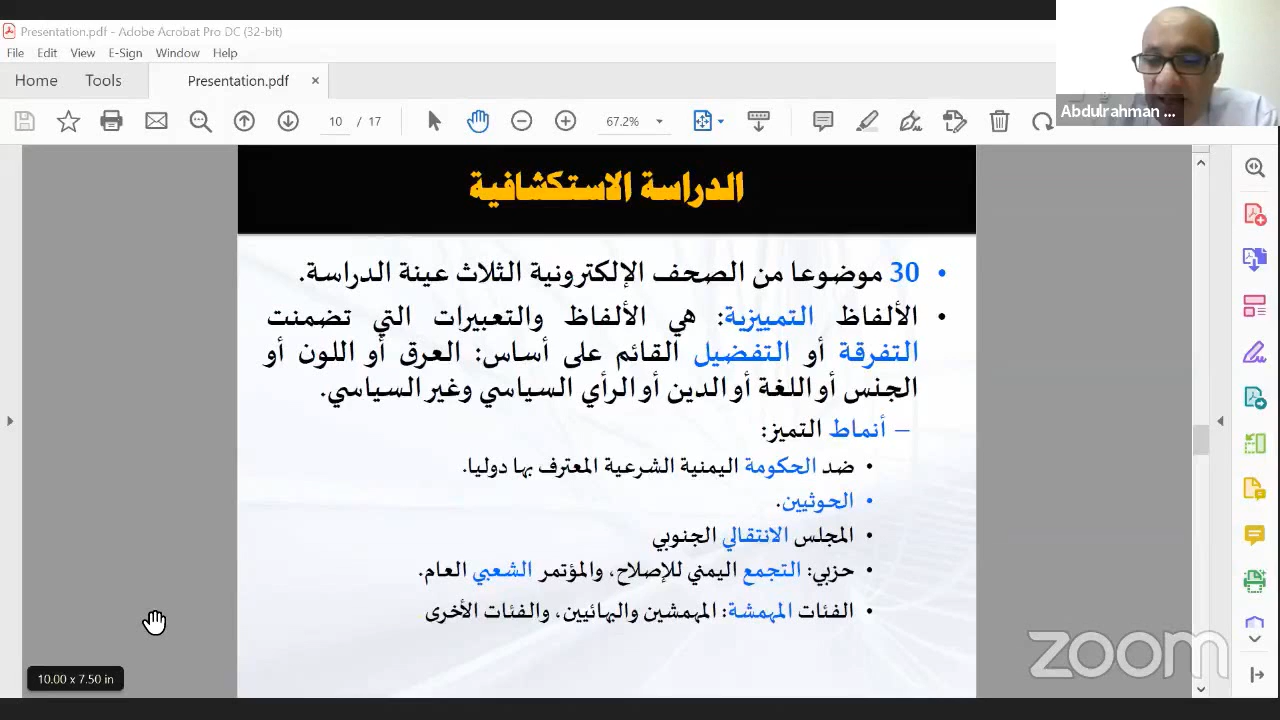 Presentation.pdf - Adobe Acrobat Pro DC (32-bit)
File Edit View E-Sign Window Help
Home Tools Presentation.pdf ×
10 / 17 67.2%
Abdulrahman ...
الدراسة الاستكشافية
• 30 موضوعا من الصحف الإلكترونية الثلاث عينة الدراسة.
• الألفاظ التمييزية: هي الألفاظ والتعبيرات التي تضمنت
التفرقة أو التفضيل القائم على أساس: العرق أو اللون أو
الجنس أو اللغة أو الدين أو الرأي السياسي وغير السياسي.
– أنماط التميز:
• ضد الحكومة اليمنية الشرعية المعترف بها دوليا.
• الحوثيين.
• المجلس الانتقالي الجنوبي
• حزبي: التجمع اليمني للإصلاح، والمؤتمر الشعبي العام.
• الفئات المهمشة: المهمشين والبهائيين، والفئات الأخرى
10.00 x 7.50 in
zoom